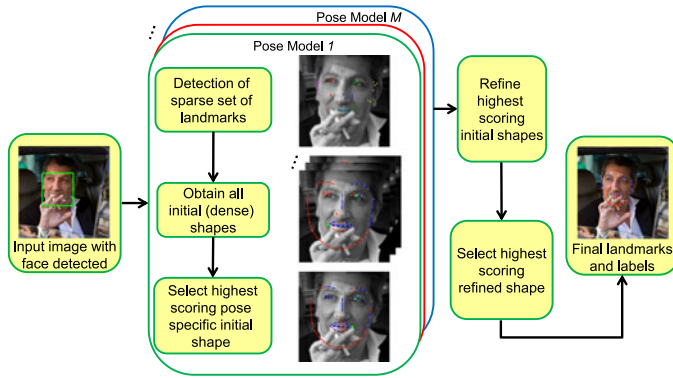 Pose Model M
Pose Model 1
Detection of
sparse set of
landmarks
Obtain all
initial (dense)
shapes
Select highest
scoring pose
specific initial
shape
Input image with
face detected
Refine
highest
scoring
initial shapes
Select highest
scoring
refined shape
Final landmarks
and labels